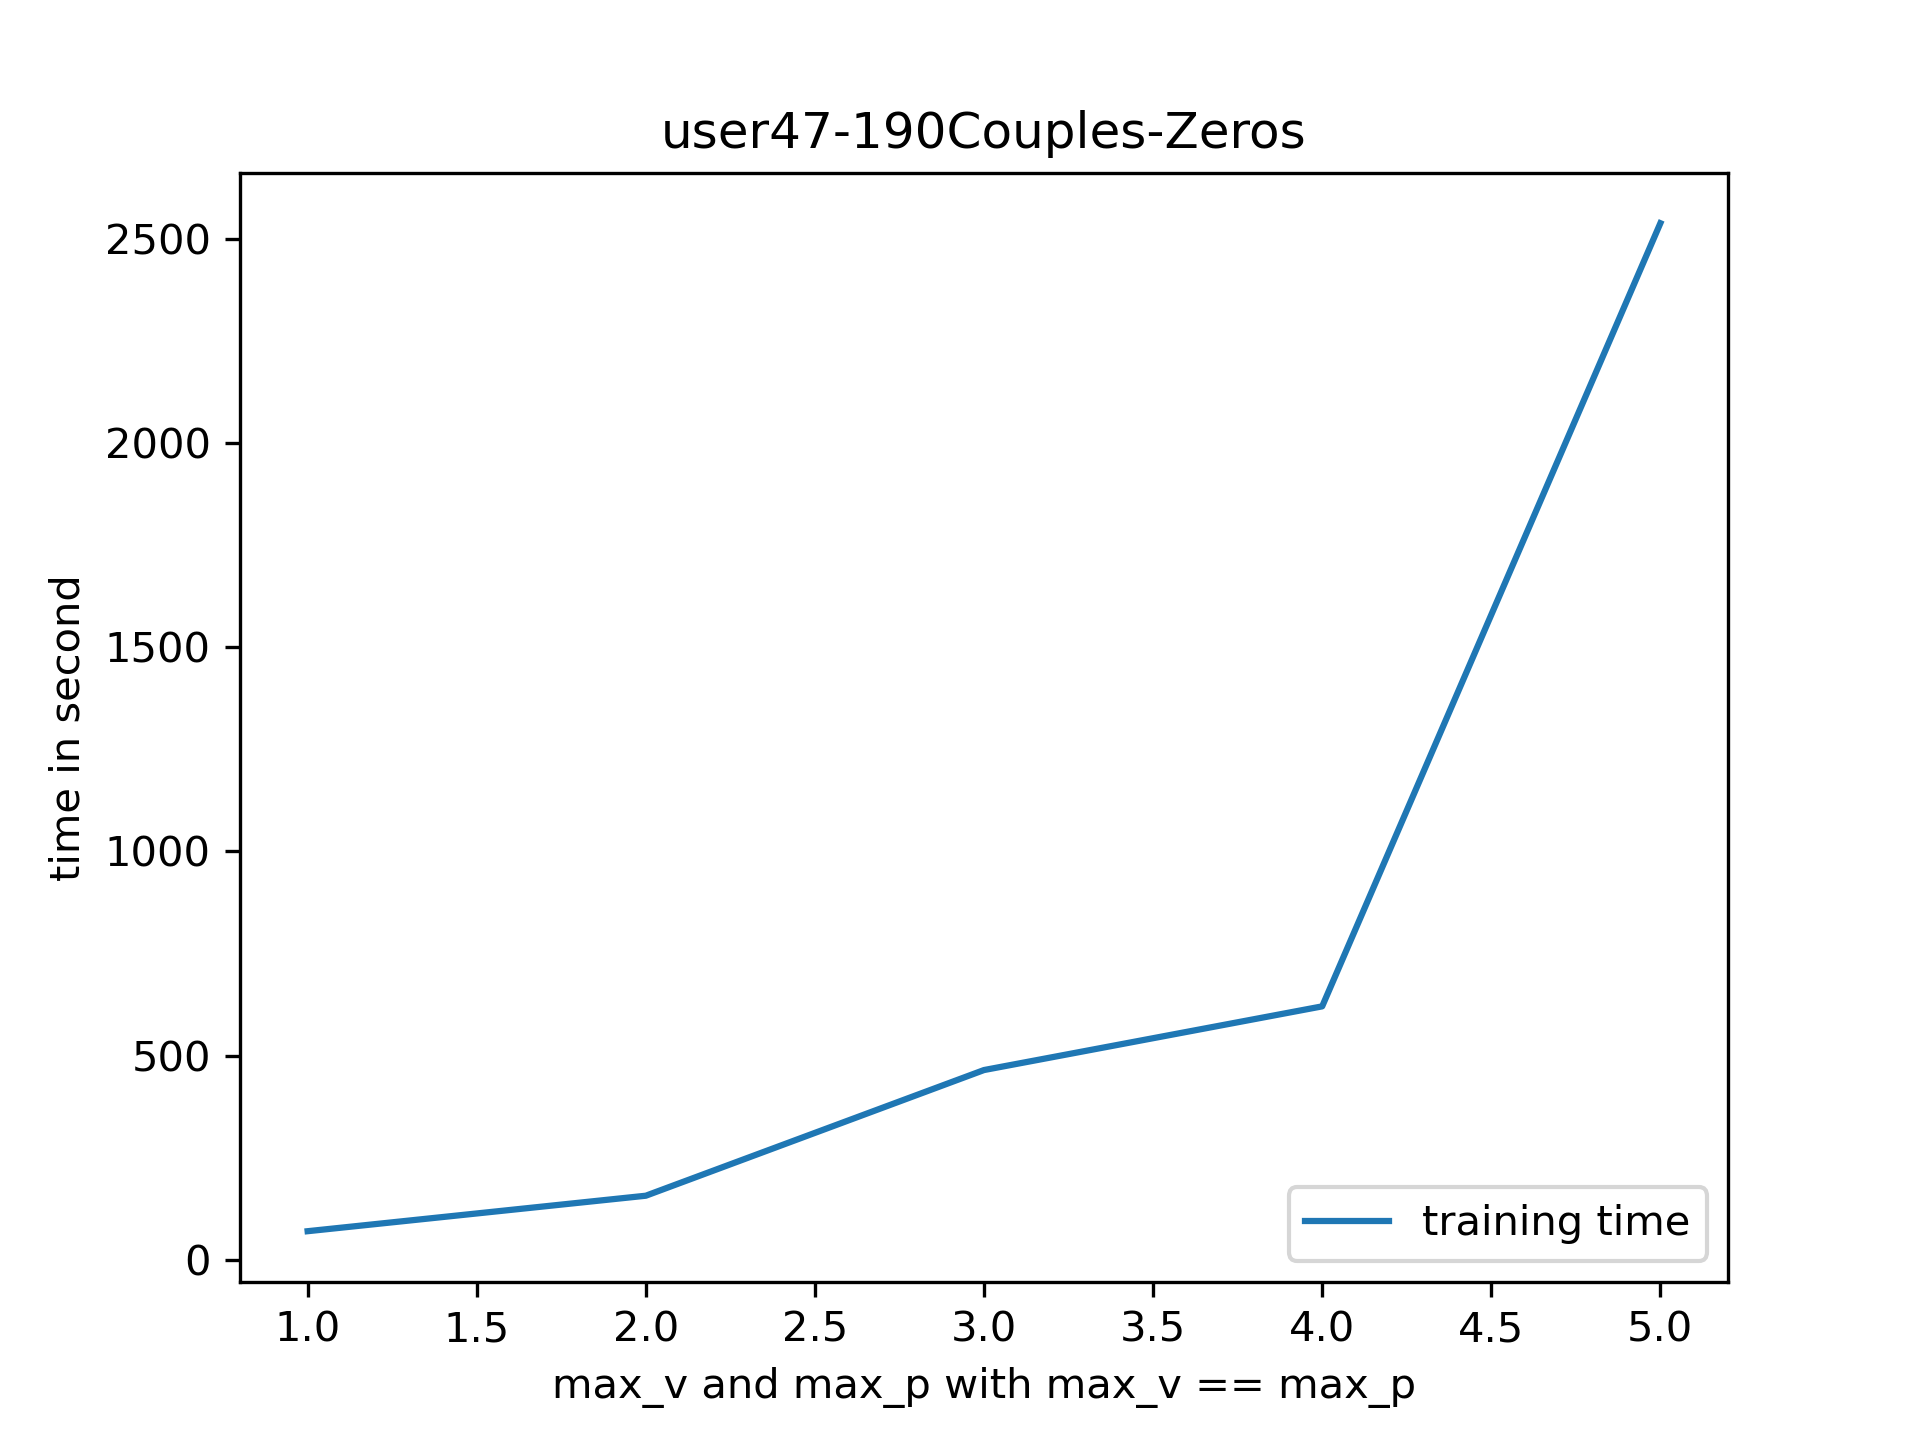 user47-190Couples-Zeros
2500
2000
1500
1000
500
0
time in second
training time
1.0 1.5 2.0 2.5 3.0 3.5 4.0 4.5 5.0
max_v and max_p with max_v == max_p